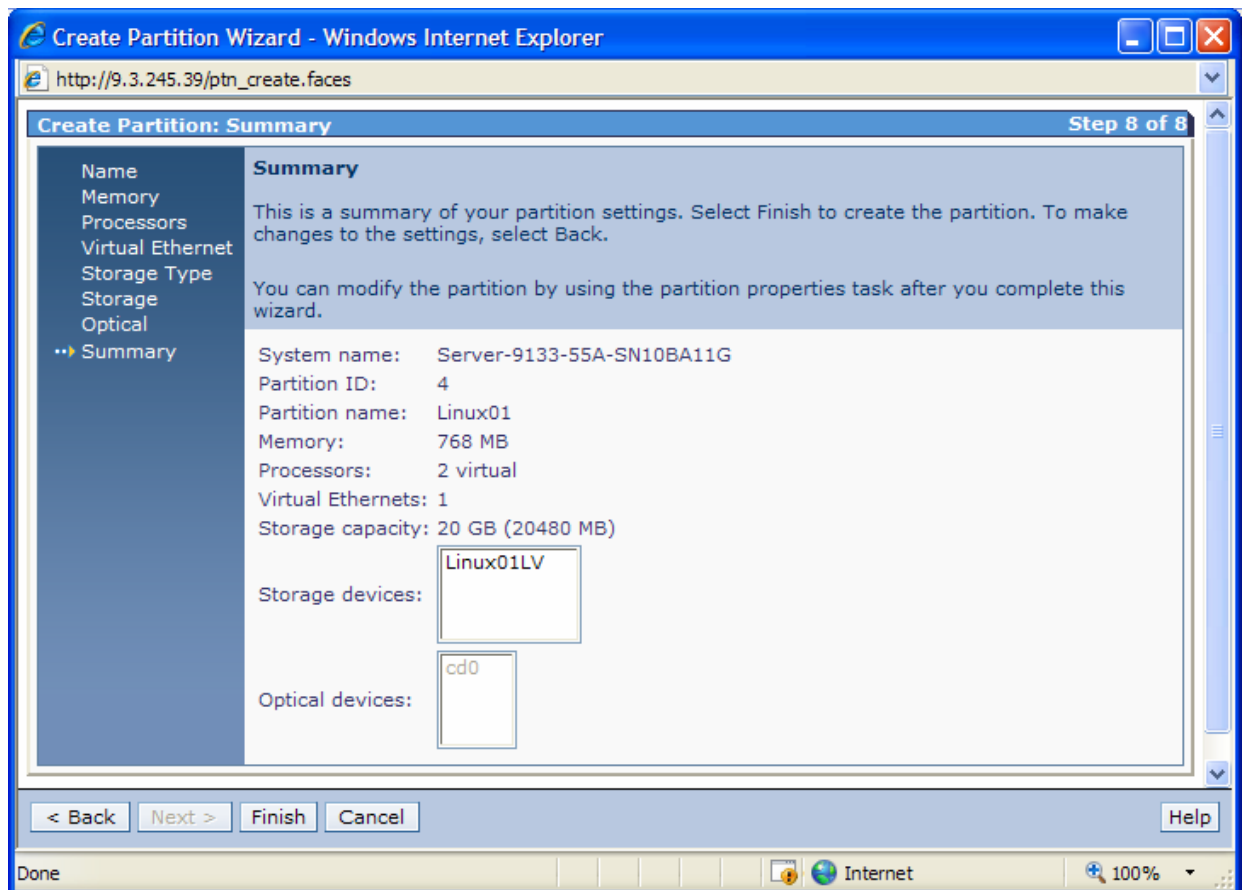 Create Partition Wizard - Windows Internet Explorer
http://9.3.245.39/ptn_create.faces
Create Partition: Summary Step 8 of 8
Name
Memory
Processors
Virtual Ethernet
Storage Type
Storage
Optical
Summary
Summary
This is a summary of your partition settings. Select Finish to create the partition. To make
changes to the settings, select Back.
You can modify the partition by using the partition properties task after you complete this
wizard.
System name: Server-9133-55A-SN10BA11G
Partition ID: 4
Partition name: Linux01
Memory: 768 MB
Processors: 2 virtual
Virtual Ethernets: 1
Storage capacity: 20 GB (20480 MB)
Storage devices: Linux01LV
Optical devices: cd0
< Back Next > Finish Cancel Help
Done Internet 100%